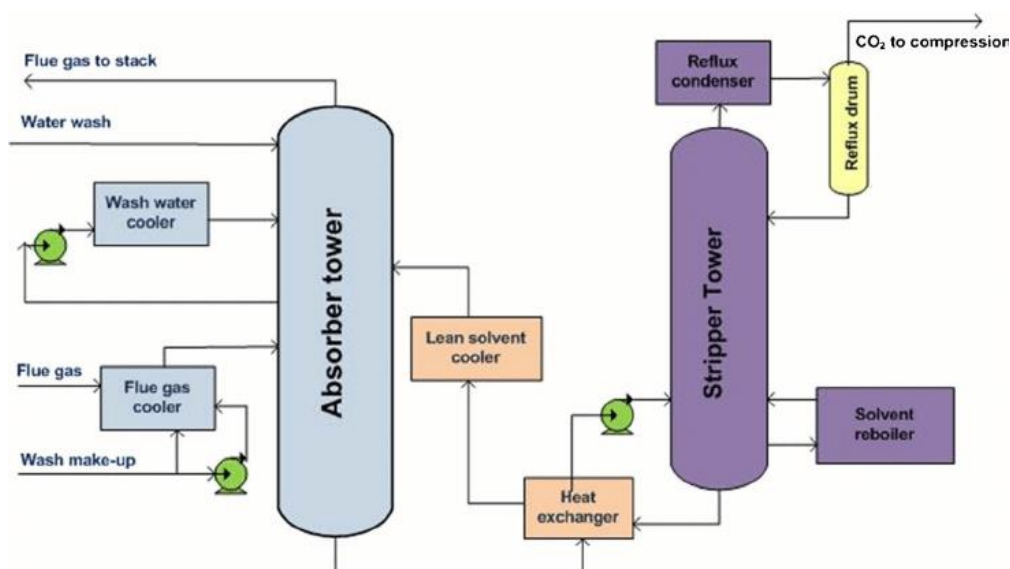 CO₂ to compression
Flue gas to stack
Reflux
condenser
Reflux drum
Water wash
Wash water
cooler
Absorber tower
Stripper Tower
Lean solvent
cooler
Flue gas
Flue gas
cooler
Solvent
reboiler
Wash make-up
Heat
exchanger